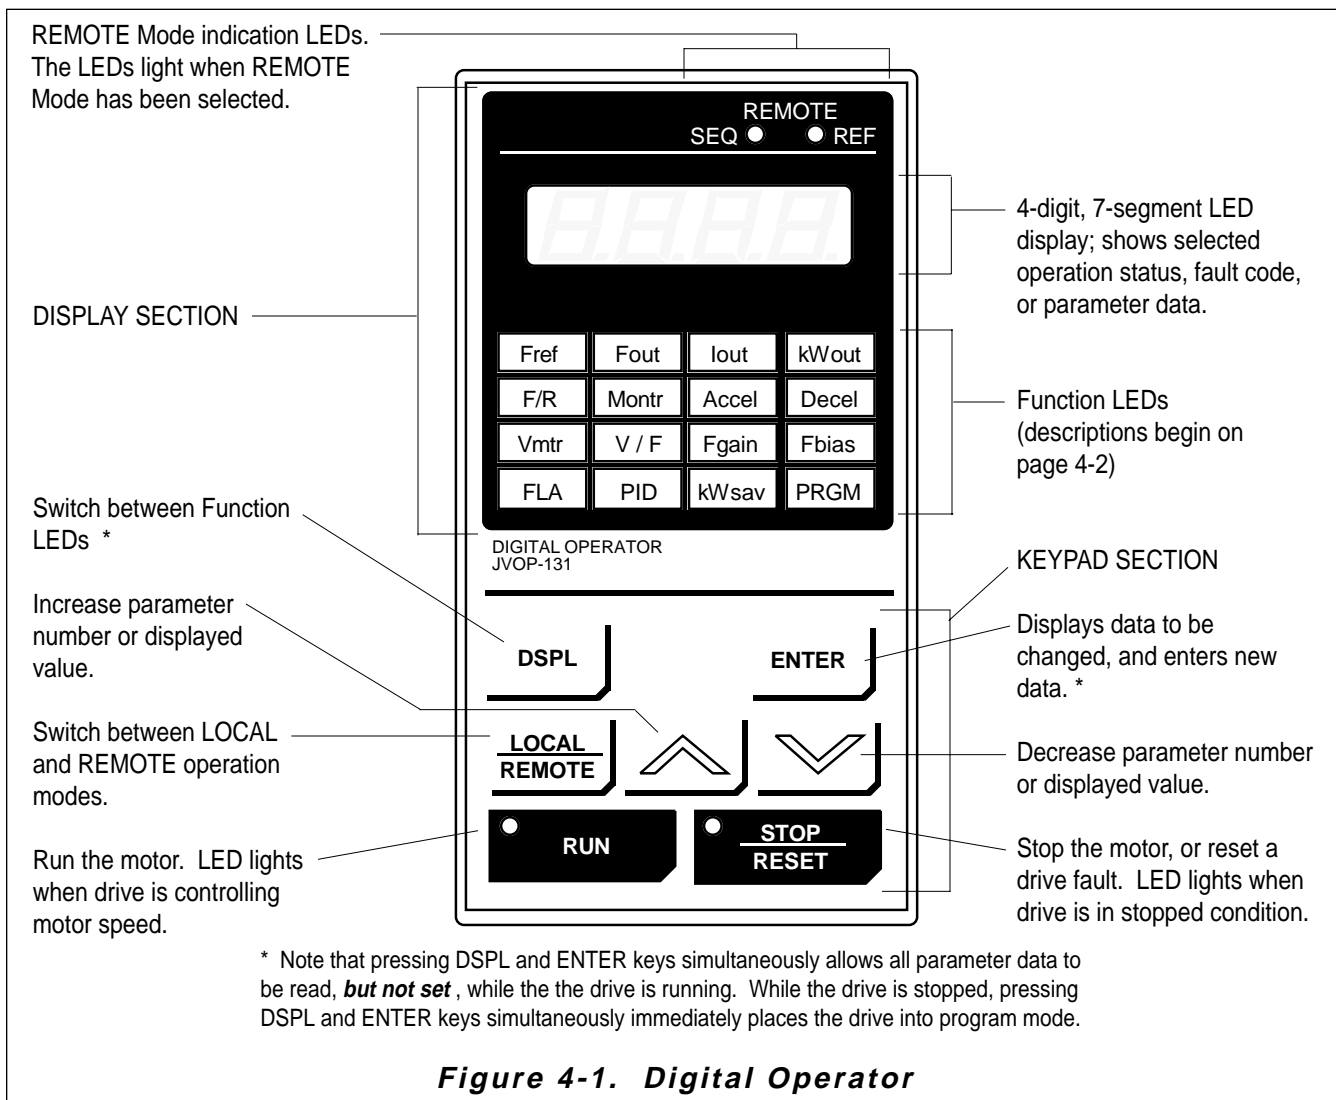 REMOTE Mode indication LEDs.
The LEDs light when REMOTE
Mode has been selected.
REMOTE
SEQ REF
8.8.8.8.
4-digit, 7-segment LED
display; shows selected
operation status, fault code,
or parameter data.
DISPLAY SECTION
Fref Fout Iout kWout
F/R Montr Accel Decel
Vmtr V / F Fgain Fbias
FLA PID kWsav PRGM
Function LEDs
(descriptions begin on
page 4-2)
Switch between Function
LEDs *
DIGITAL OPERATOR
JVOP-131
KEYPAD SECTION
Increase parameter
number or displayed
value.
DSPL
ENTER
Displays data to be
changed, and enters new
data. *
Switch between LOCAL
and REMOTE operation
modes.
LOCAL
REMOTE
Decrease parameter number
or displayed value.
Run the motor. LED lights
when drive is controlling
motor speed.
RUN
STOP
RESET
Stop the motor, or reset a
drive fault. LED lights when
drive is in stopped condition.
* Note that pressing DSPL and ENTER keys simultaneously allows all parameter data to
be read, but not set , while the the drive is running. While the drive is stopped, pressing
DSPL and ENTER keys simultaneously immediately places the drive into program mode.
Figure 4-1. Digital Operator